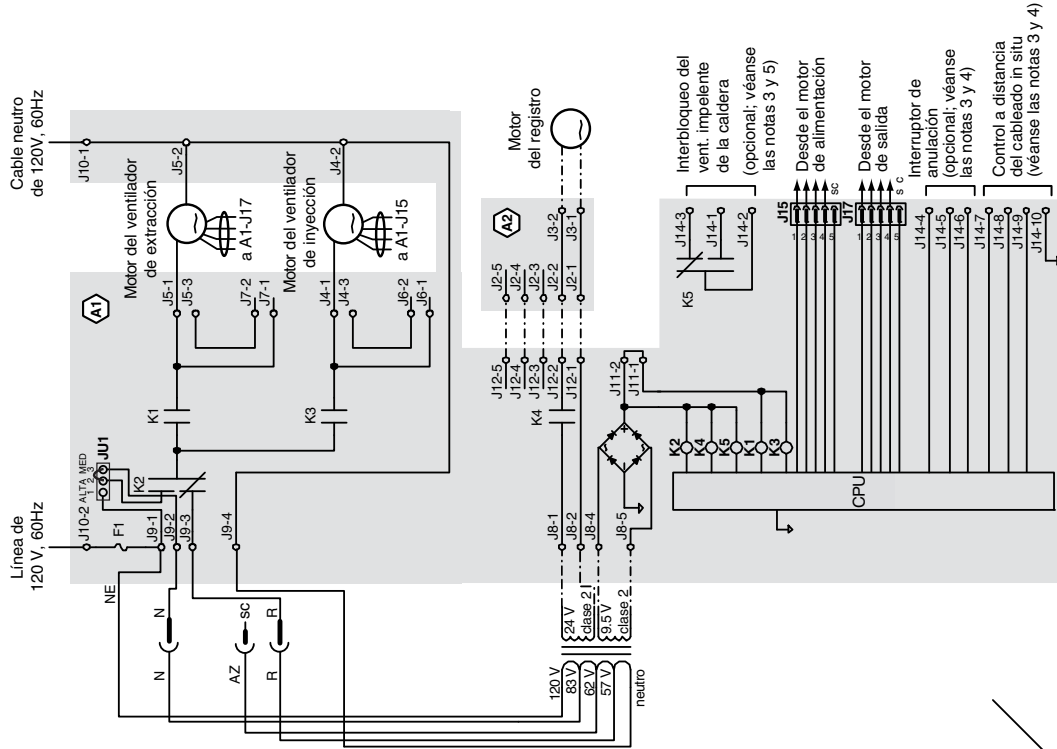 Línea de
120 V, 60Hz
Cable neutro
de 120V, 60Hz
J10-2
F1
ALTA MED
1 2 3
JU1
J10-1
A1
NE
J9-1
J9-2
J9-3
J9-4
K2
K1
K3
Motor del ventilador
de extracción
J5-1
J5-3
J5-2
J7-2
J7-1
a A1-J17
Motor del ventilador
de inyección
J4-1
J4-3
J4-2
J6-2
J6-1
a A1-J15
N
N
AZ
sc
R
R
120 V
83 V
62 V
57 V
neutro
24 V
clase 2
9.5 V
clase 2
J8-1
J8-2
J8-4
J8-5
K4
J12-5
J12-4
J12-3
J12-2
J12-1
J2-5
J2-4
J2-3
J2-2
J2-1
A2
J3-2
J3-1
Motor
del registro
J11-2
J11-1
K2
K4
K5
K1
K3
CPU
K5
J14-3
J14-1
J14-2
Interbloqueo del
vent. impelente
de la caldera
(opcional; véanse
las notas 3 y 5)
J15
1
2
3
4
5
sc
Desde el motor
de alimentación
J17
1
2
3
4
5
s c
Desde el motor
de salida
J14-4
J14-5
J14-6
Interruptor de
anulación
(opcional; véanse
las notas 3 y 4)
J14-7
J14-8
J14-9
J14-10
Control a distancia
del cableado in situ
(véanse las notas 3 y 4)